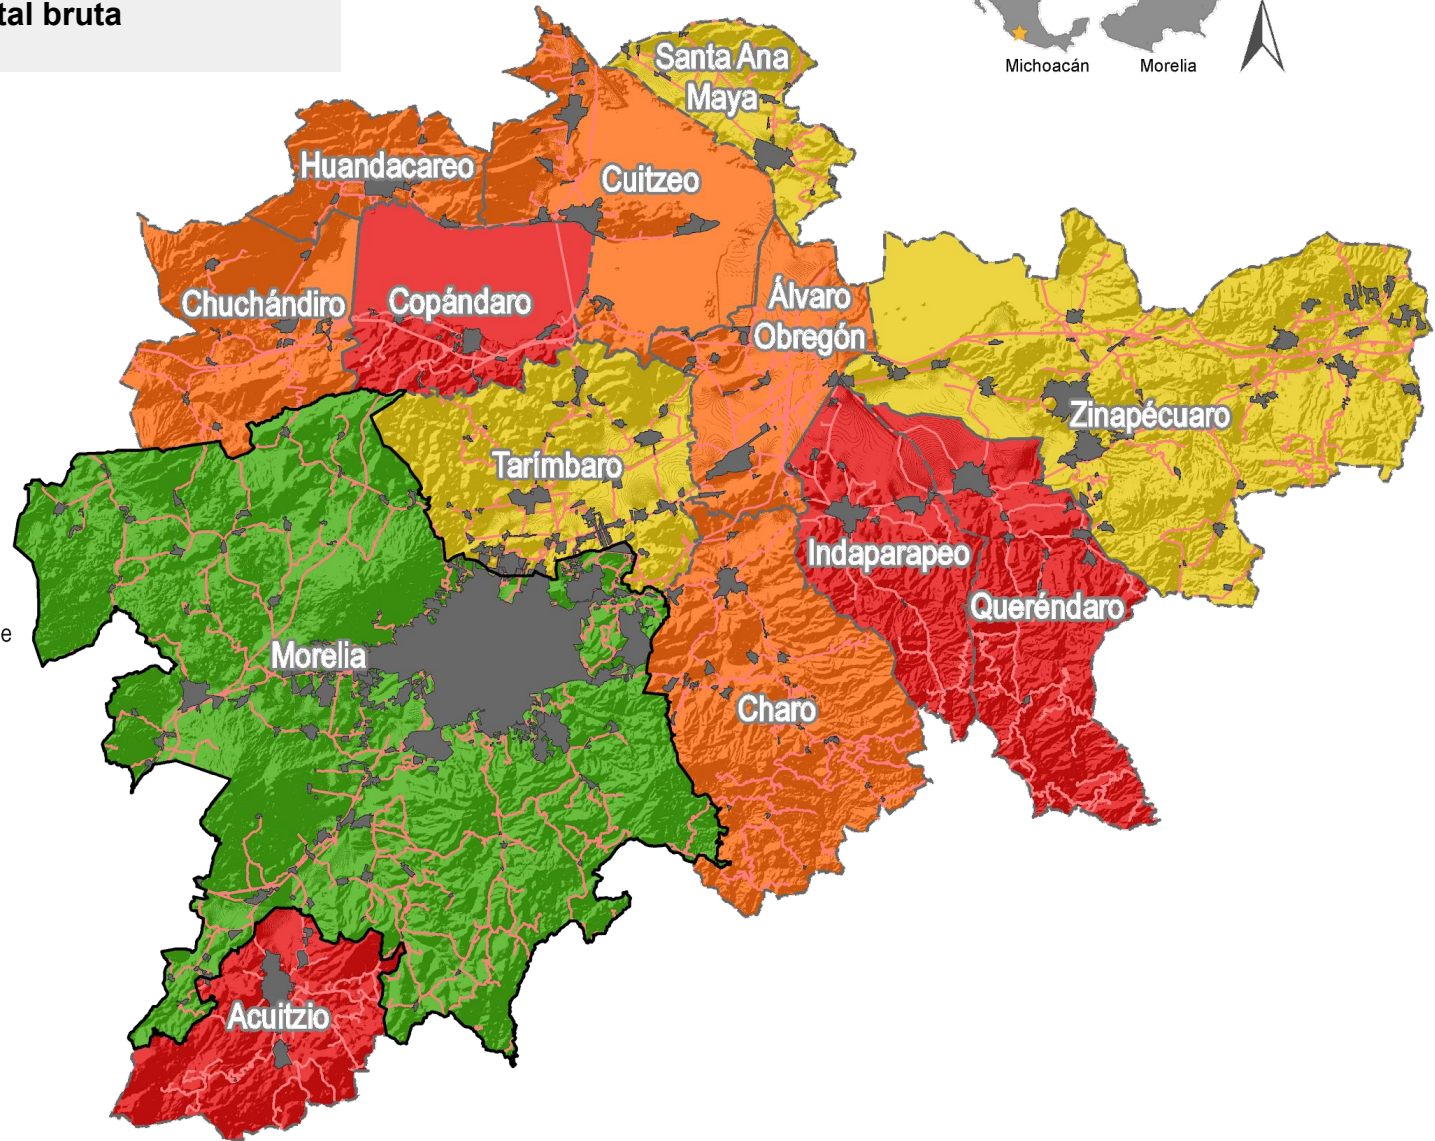 tal bruta
Michoacán
Morelia
Santa Ana
Maya
Huandacareo
Cuitzeo
Chuchándiro
Copándaro
Álvaro
Obregón
Zinapécuaro
Tarímbaro
Indaparapeo
Queréndaro
e
Morelia
Charo
Acuitzio